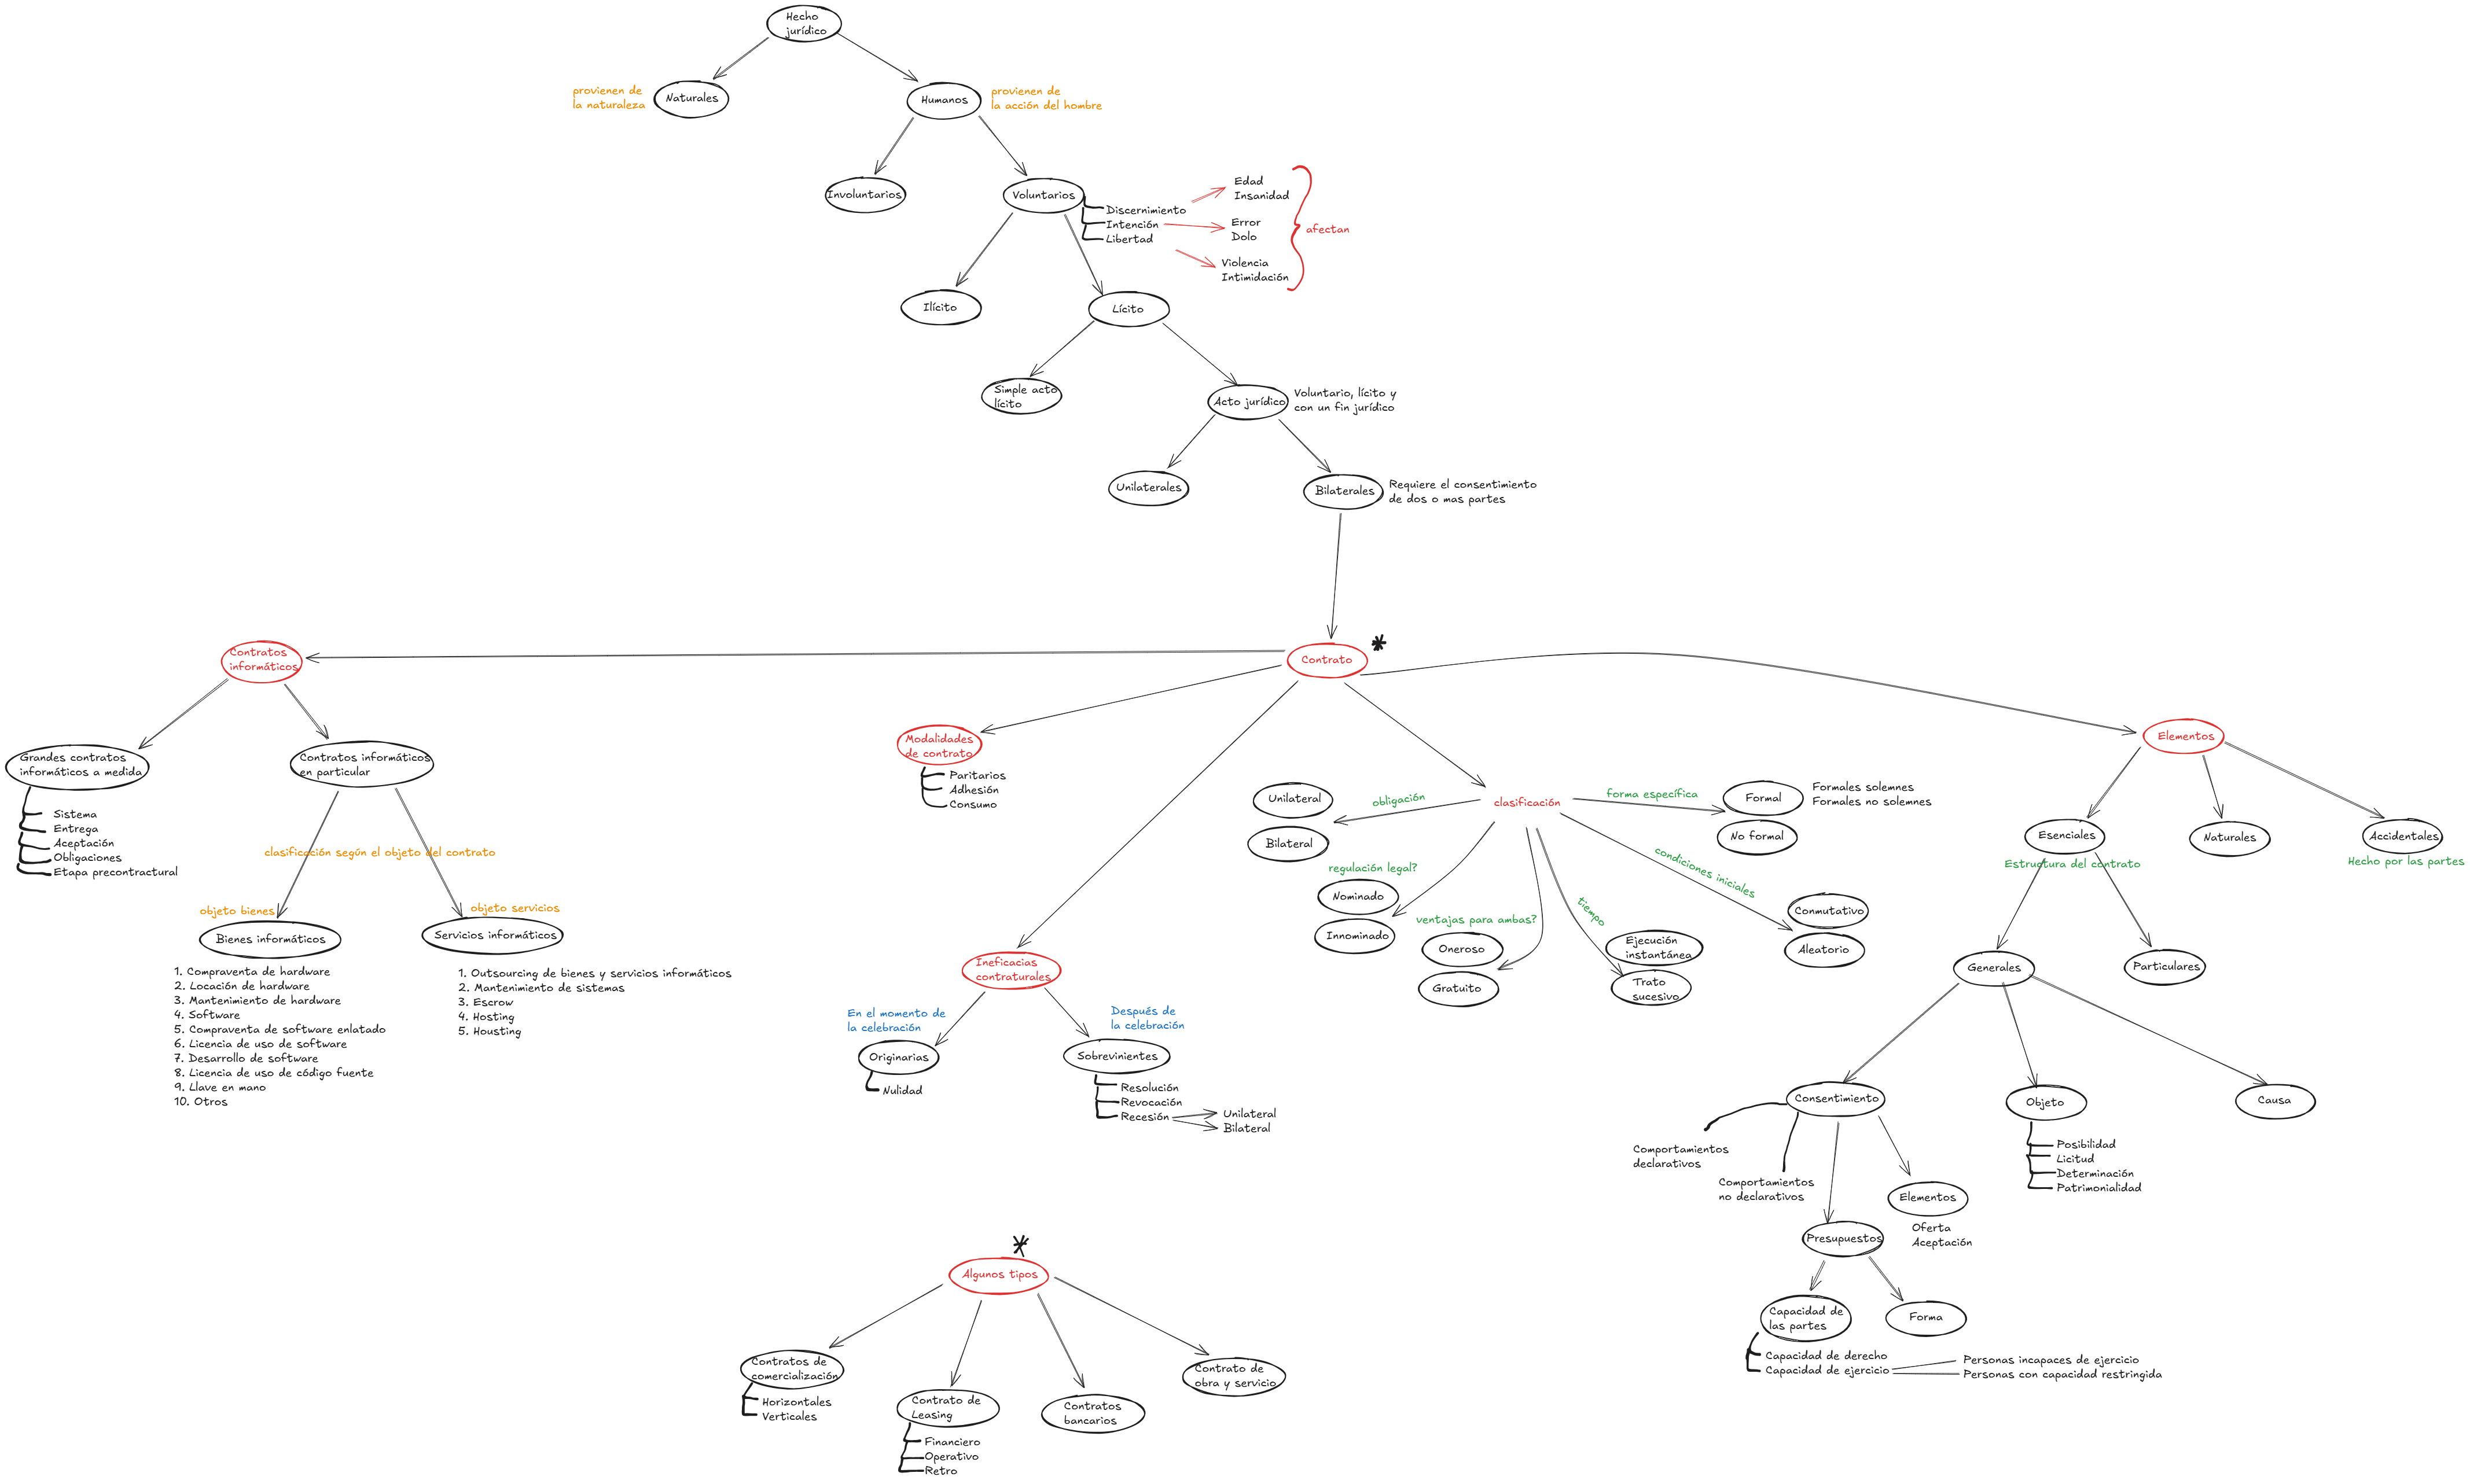 Hecho
jurídico
provienen de
la naturaleza
Naturales
Humanos
provienen de
la acción del hombre
Involuntarios
Voluntarios
Discernimiento
Intención
Libertad
Edad
Insanidad
Error
Dolo
Violencia
Intimidación
afectan
Ilícito
Lícito
Simple acto
lícito
Acto jurídico
Voluntario, lícito y
con un fin jurídico
Unilaterales
Bilaterales
Requiere el consentimiento
de dos o mas partes
Contrato
*
Contratos
informáticos
Grandes contratos
informáticos a medida
Sistema
Entrega
Aceptación
Obligaciones
Etapa precontractural
Contratos informáticos
en particular
clasificación según el objeto del contrato
objeto bienes
Bienes informáticos
1. Compraventa de hardware
2. Locación de hardware
3. Mantenimiento de hardware
4. Software
5. Compraventa de software enlatado
6. Licencia de uso de software
7. Desarrollo de software
8. Licencia de uso de código fuente
9. Llave en mano
10. Otros
objeto servicios
Servicios informáticos
1. Outsourcing de bienes y servicios informáticos
2. Mantenimiento de sistemas
3. Escrow
4. Hosting
5. Housting
Modalidades
de contrato
Paritarios
Adhesión
Consumo
Ineficacias
contraturales
En el momento de
la celebración
Originarias
Nulidad
Después de
la celebración
Sobrevinientes
Resolución
Revocación
Recesión
Unilateral
Bilateral
clasificación
obligación
Unilateral
Bilateral
regulación legal?
Nominado
Innominado
ventajas para ambas?
Oneroso
Gratuito
tiempo
Ejecución
instantánea
Trato
sucesivo
condiciones iniciales
Conmutativo
Aleatorio
forma específica
Formal
No formal
Formales solemnes
Formales no solemnes
Elementos
Esenciales
Estructura del contrato
Naturales
Accidentales
Hecho por las partes
Generales
Particulares
Consentimiento
Comportamientos
declarativos
Comportamientos
no declarativos
Elementos
Oferta
Aceptación
Presupuestos
Capacidad de
las partes
Capacidad de derecho
Capacidad de ejercicio
Personas incapaces de ejercicio
Personas con capacidad restringida
Forma
Objeto
Posibilidad
Licitud
Determinación
Patrimonialidad
Causa
*
Algunos tipos
Contratos de
comercialización
Horizontales
Verticales
Contrato de
Leasing
Financiero
Operativo
Retro
Contratos
bancarios
Contrato de
obra y servicio